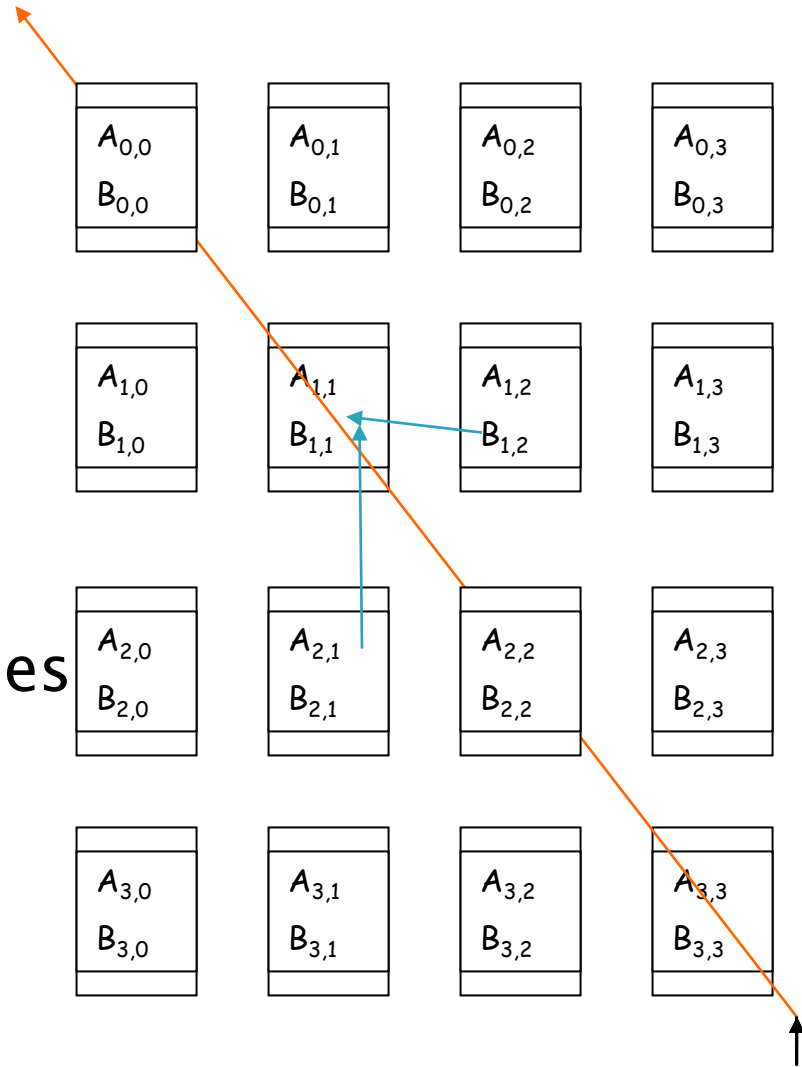 A0,0 A0,1 A0,2 A0,3
B0,0 B0,1 B0,2 B0,3
A1,0 A1,1 A1,2 A1,3
B1,0 B1,1 B1,2 B1,3
A2,0 A2,1 A2,2 A2,3
es
B2,0 B2,1 B2,2 B2,3
A3,0 A3,1 A3,2 A3,3
B3,0 B3,1 B3,2 B3,3